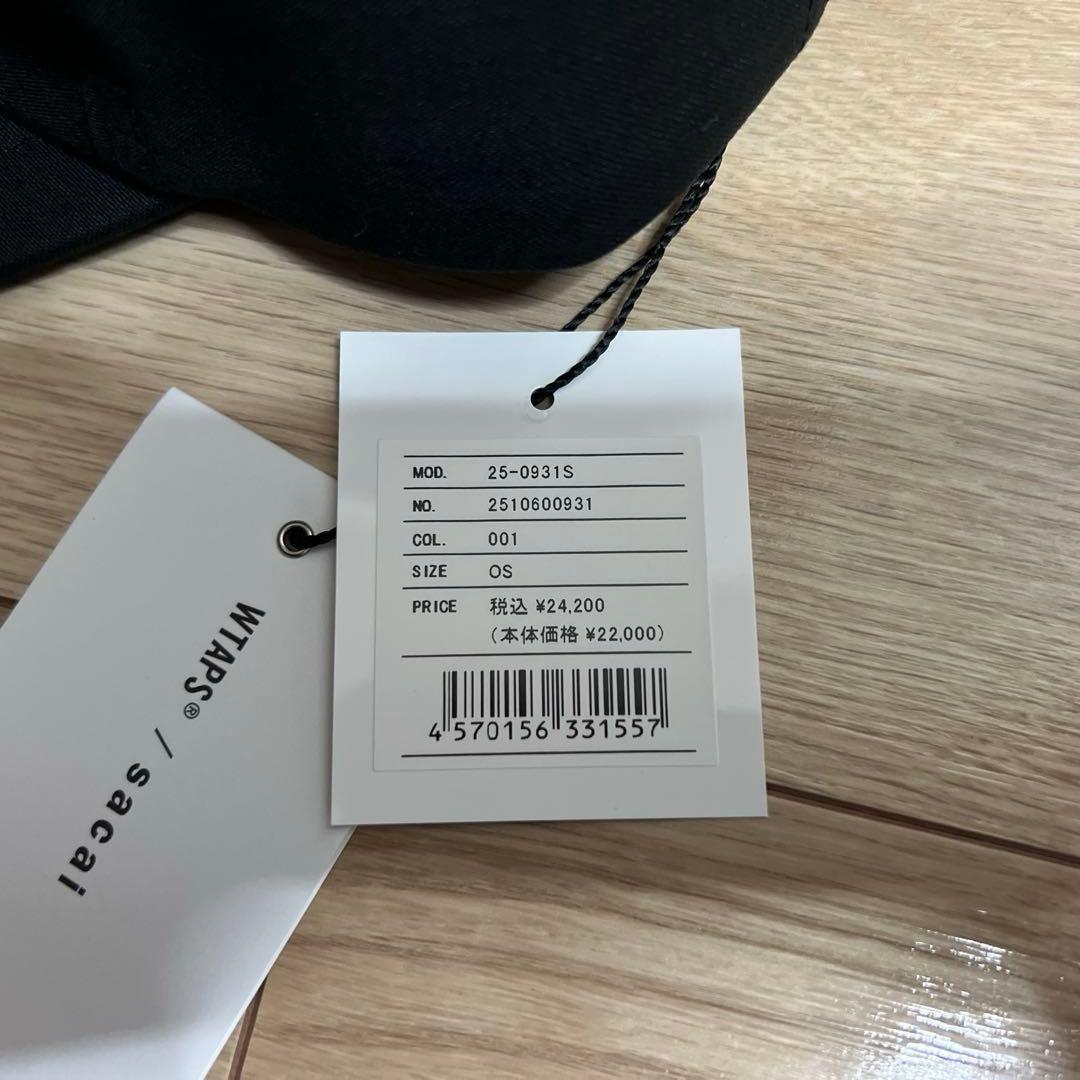 MOD. 25-0931S
NO. 2510600931
COL. 001
SIZE OS
PRICE 税込 ¥24,200
(本体価格 ¥22,000)
4 570156 331557
WTAPS® / sacai